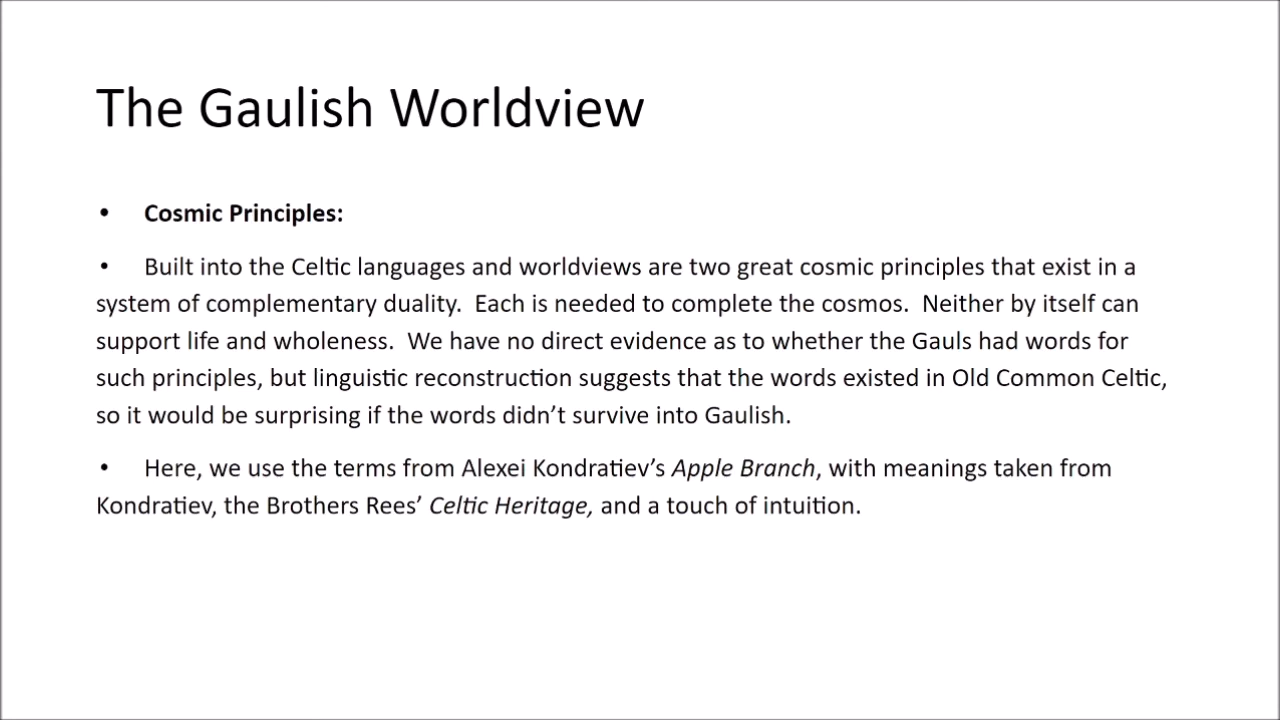 The Gaulish Worldview
• Cosmic Principles:
• Built into the Celtic languages and worldviews are two great cosmic principles that exist in a
system of complementary duality.  Each is needed to complete the cosmos.  Neither by itself can
support life and wholeness.  We have no direct evidence as to whether the Gauls had words for
such principles, but linguistic reconstruction suggests that the words existed in Old Common Celtic,
so it would be surprising if the words didn’t survive into Gaulish.
• Here, we use the terms from Alexei Kondratiev’s Apple Branch, with meanings taken from
Kondratiev, the Brothers Rees’ Celtic Heritage, and a touch of intuition.